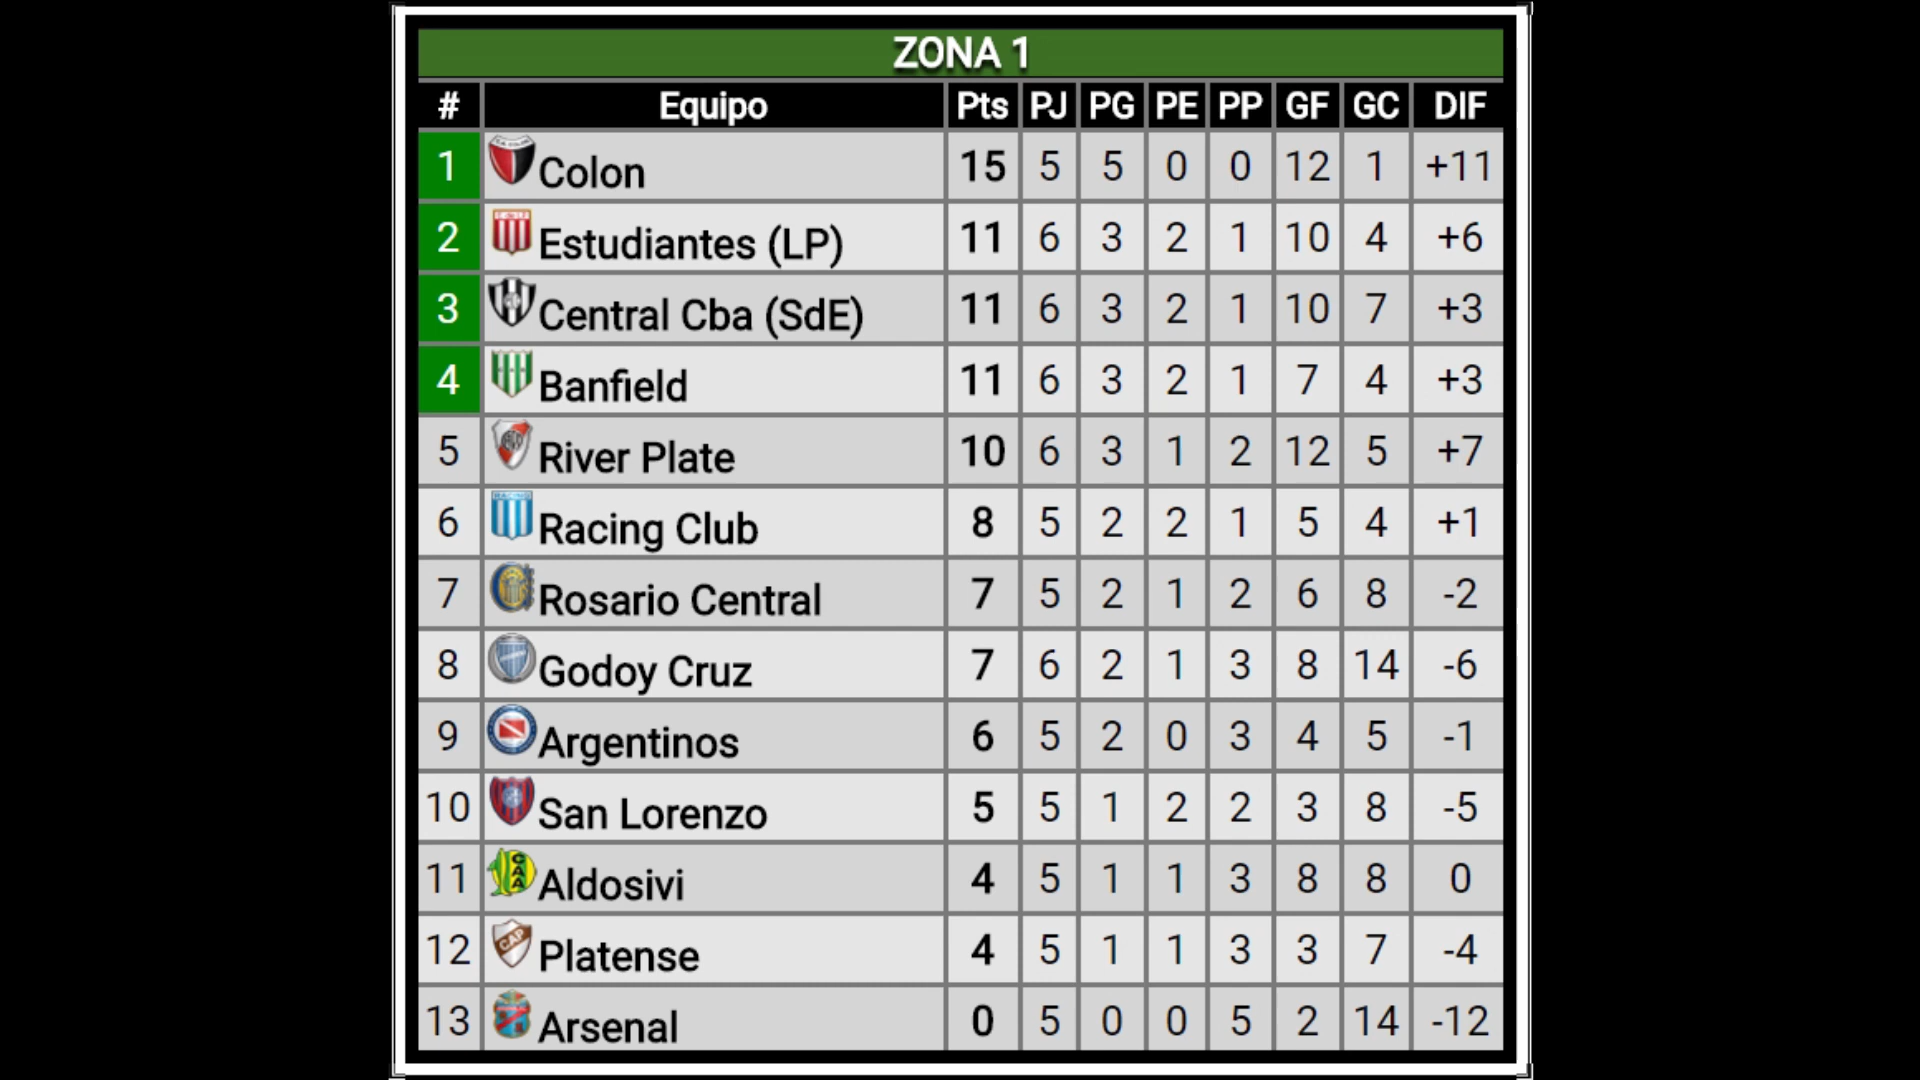 ZONA 1
# Equipo Pts PJ PG PE PP GF GC DIF
1 Colon 15 5 5 0 0 12 1 +11
2 Estudiantes (LP) 11 6 3 2 1 10 4 +6
3 Central Cba (SdE) 11 6 3 2 1 10 7 +3
4 Banfield 11 6 3 2 1 7 4 +3
5 River Plate 10 6 3 1 2 12 5 +7
6 Racing Club 8 5 2 2 1 5 4 +1
7 Rosario Central 7 5 2 1 2 6 8 -2
8 Godoy Cruz 7 6 2 1 3 8 14 -6
9 Argentinos 6 5 2 0 3 4 5 -1
10 San Lorenzo 5 5 1 2 2 3 8 -5
11 CAA Aldosivi 4 5 1 1 3 8 8 0
12 CAP Platense 4 5 1 1 3 3 7 -4
13 Arsenal 0 5 0 0 5 2 14 -12